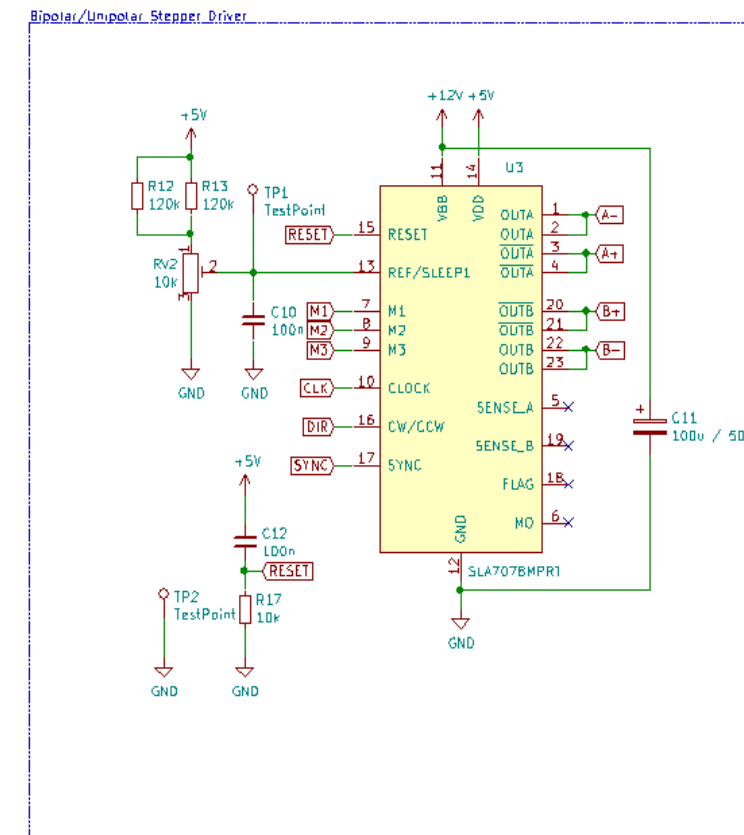 Bipolar/Unipolar Stepper Driver
+12V +5V
+5V
11
14
U3
VBB
VDD
R12
120k
R13
120k
TP1
TestPoint
RESET
15
RESET
OUTA
1
OUTA
2
A-
OUTA
3
OUTA
4
A+
RV2
10k
1
2
3
13
REF/SLEEP1
C10
100n
M1
7
M1
M2
8
M2
M3
9
M3
OUTB
20
OUTB
21
B+
OUTB
22
OUTB
23
B-
GND
GND
CLK
10
CLOCK
SENSE_A
5
DIR
16
CW/CCW
SENSE_B
19
C11
100u / 50
+5V
SYNC
17
SYNC
FLAG
18
MO
6
GND
12
SLA7078MPRT
C12
100n
RESET
TP2
TestPoint
R17
10k
GND
GND
GND